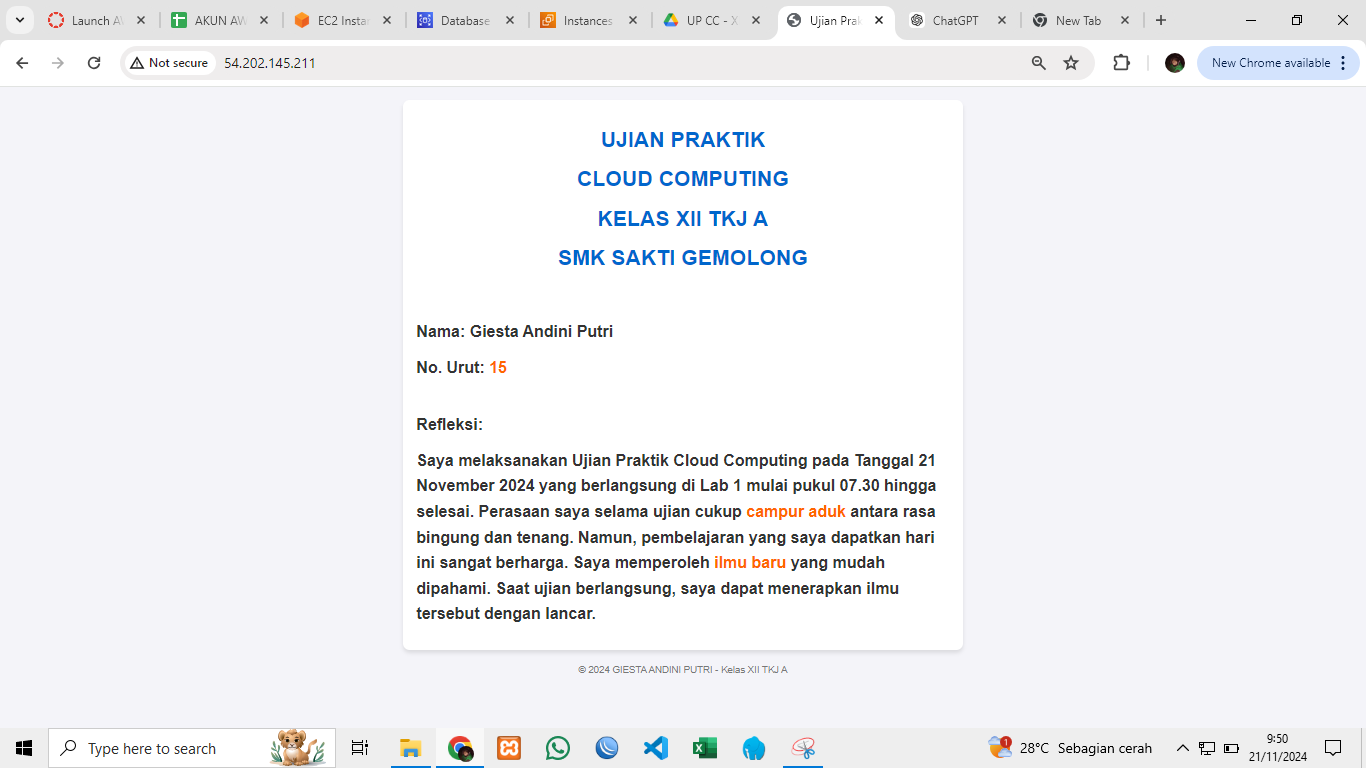 Launch AW
AKUN AW
EC2 Instan
Database
Instances
UP CC - X
Ujian Prak
ChatGPT
New Tab
Not secure
54.202.145.211
New Chrome available
UJIAN PRAKTIK
CLOUD COMPUTING
KELAS XII TKJ A
SMK SAKTI GEMOLONG
Nama: Giesta Andini Putri
No. Urut: 15
Refleksi:
Saya melaksanakan Ujian Praktik Cloud Computing pada Tanggal 21
November 2024 yang berlangsung di Lab 1 mulai pukul 07.30 hingga
selesai. Perasaan saya selama ujian cukup campur aduk antara rasa
bingung dan tenang. Namun, pembelajaran yang saya dapatkan hari
ini sangat berharga. Saya memperoleh ilmu baru yang mudah
dipahami. Saat ujian berlangsung, saya dapat menerapkan ilmu
tersebut dengan lancar.
© 2024 GIESTA ANDINI PUTRI - Kelas XII TKJ A
Type here to search
1
28°C Sebagian cerah
9:50
21/11/2024